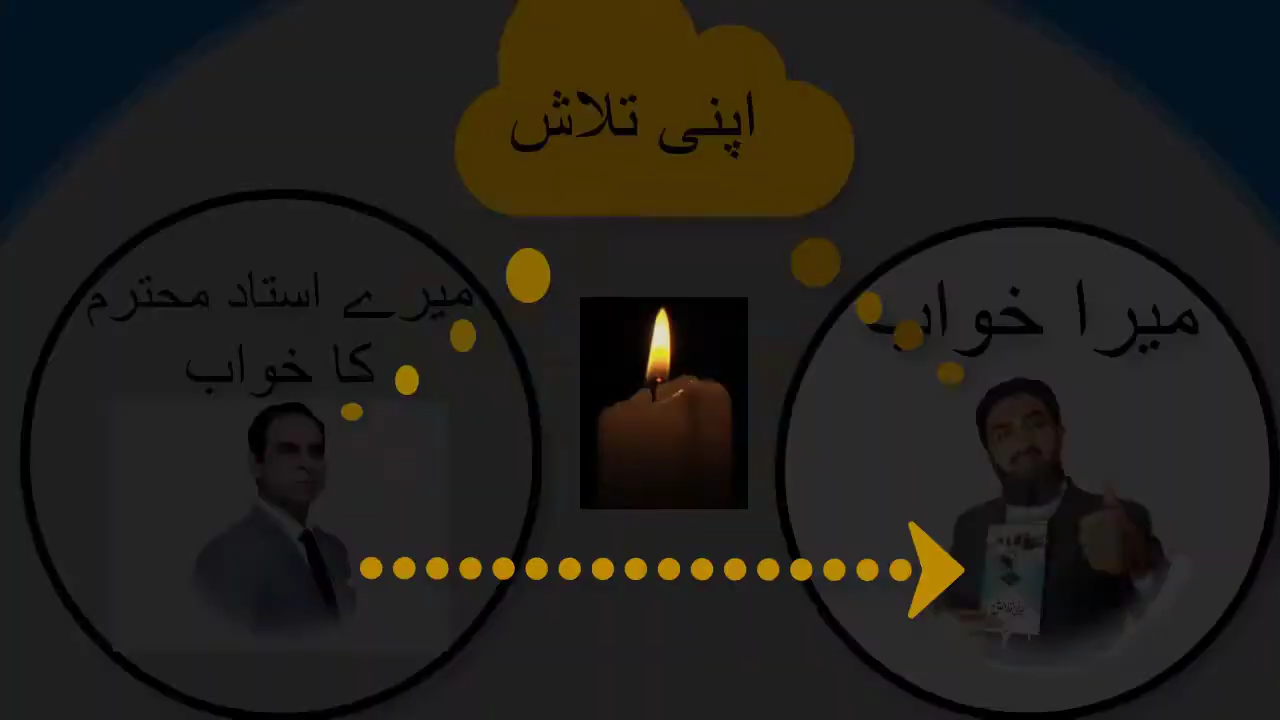 اپنی تلاش
میرے استاد محترم
کا خواب
میرا خواب